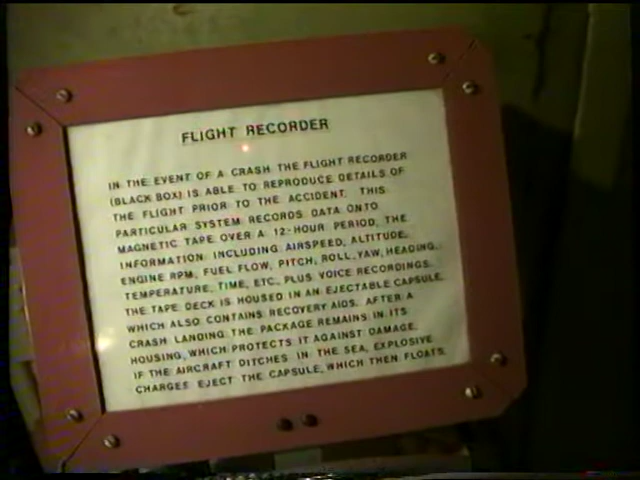 FLIGHT RECORDER
IN THE EVENT OF A CRASH THE FLIGHT RECORDER
(BLACK BOX) IS ABLE TO REPRODUCE DETAILS OF
THE FLIGHT PRIOR TO THE ACCIDENT. THIS
PARTICULAR SYSTEM RECORDS DATA ONTO
MAGNETIC TAPE OVER A 12-HOUR PERIOD, THE
INFORMATION INCLUDING AIRSPEED, ALTITUDE,
ENGINE RPM, FUEL FLOW, PITCH, ROLL, YAW, HEADING,
TEMPERATURE, TIME, ETC., PLUS VOICE RECORDINGS.
THE TAPE DECK IS HOUSED IN AN EJECTABLE CAPSULE,
WHICH ALSO CONTAINS RECOVERY AIDS. AFTER A
CRASH LANDING THE PACKAGE REMAINS IN ITS
HOUSING, WHICH PROTECTS IT AGAINST DAMAGE.
IF THE AIRCRAFT DITCHES IN THE SEA, EXPLOSIVE
CHARGES EJECT THE CAPSULE, WHICH THEN FLOATS.